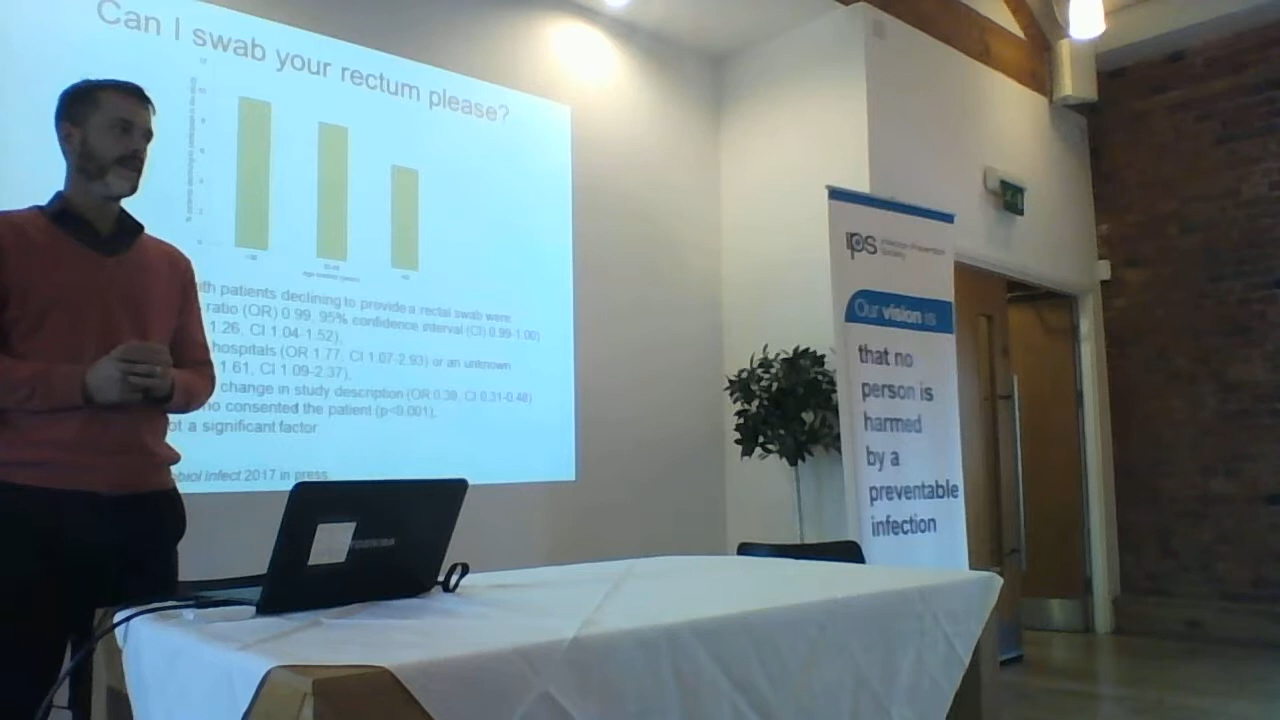 Can I swab your rectum please?
patients declining to provide a rectal swab were
ratio (OR) 0.99, 95% confidence interval (CI) 0.99-1.00)
1.26, CI 1.04-1.52),
hospitals (OR 1.77, CI 1.07-2.93) or an unknown
1.61, CI 1.09-2.37),
change in study description (OR 0.39, CI 0.31-0.48)
consented the patient (p<0.001),
a significant factor
Infect 2017 in press
TOSHIBA
ips Infection Prevention
Society
Our vision is
that no
person is
harmed
by a
preventable
infection